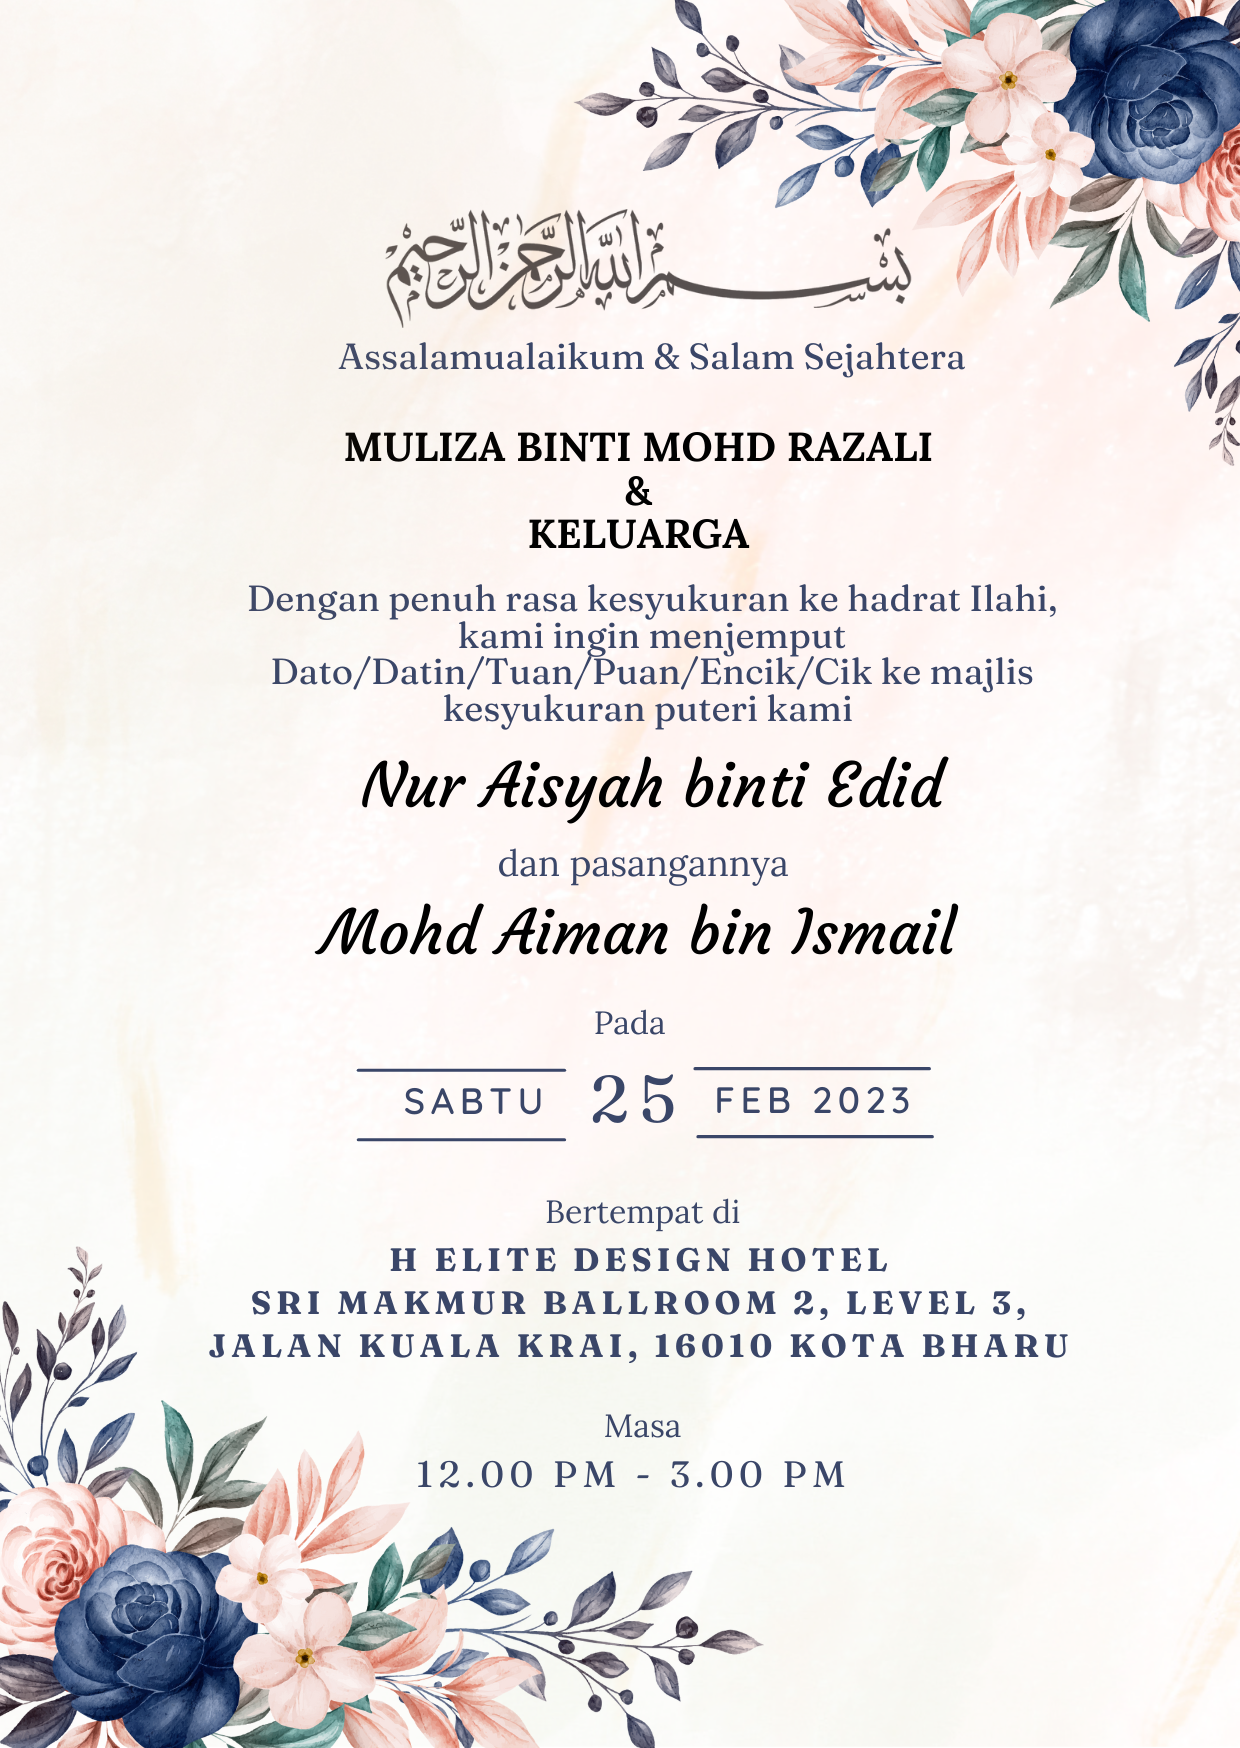 بسم الله الرحمن الرحيم
Assalamualaikum & Salam Sejahtera
MULIZA BINTI MOHD RAZALI
&
KELUARGA
Dengan penuh rasa kesyukuran ke hadrat Ilahi,
kami ingin menjemput
Dato/Datin/Tuan/Puan/Encik/Cik ke majlis
kesyukuran puteri kami
Nur Aisyah binti Edid
dan pasangannya
Mohd Aiman bin Ismail
Pada
SABTU 25 FEB 2023
Bertempat di
H ELITE DESIGN HOTEL
SRI MAKMUR BALLROOM 2, LEVEL 3,
JALAN KUALA KRAI, 16010 KOTA BHARU
Masa
12.00 PM - 3.00 PM